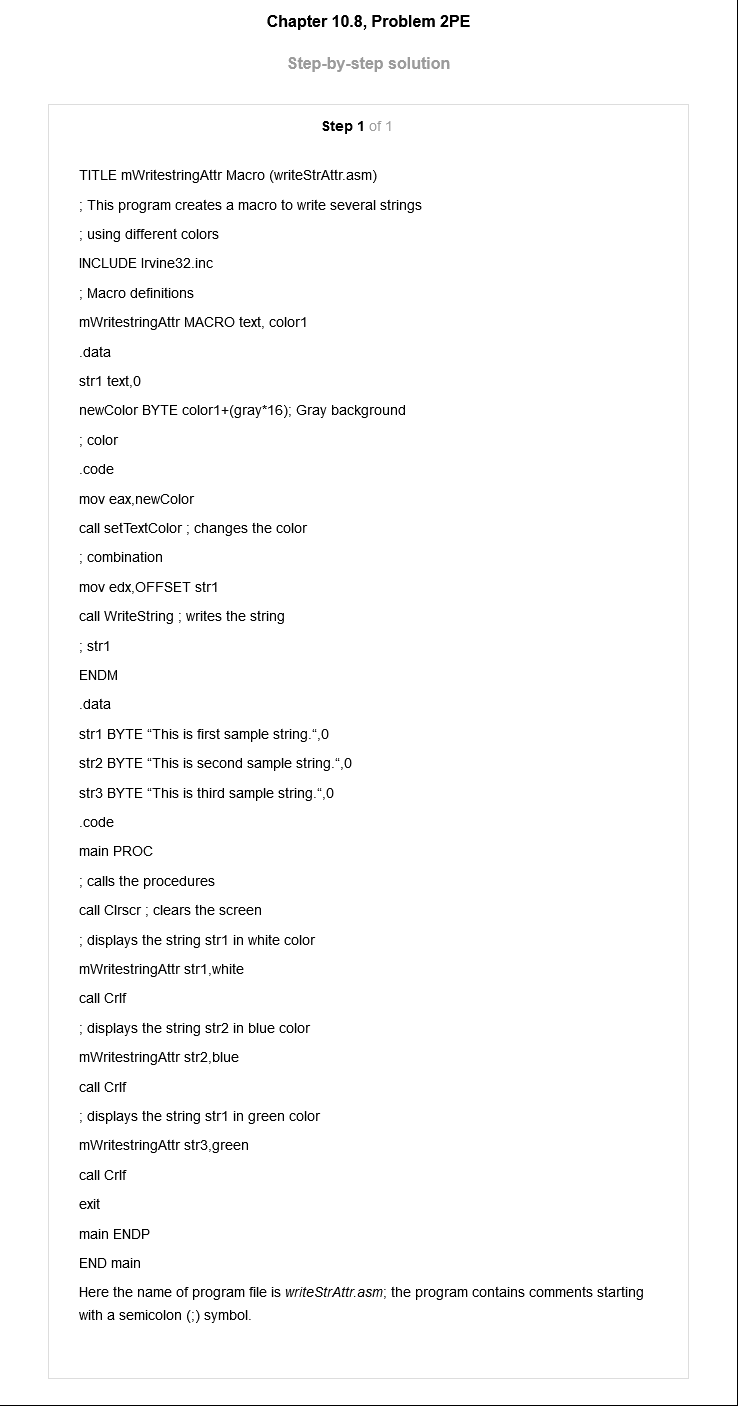 Chapter 10.8, Problem 2PE
Step-by-step solution
Step 1 of 1
TITLE mWritestringAttr Macro (writeStrAttr.asm)
; This program creates a macro to write several strings
; using different colors
INCLUDE Irvine32.inc
; Macro definitions
mWritestringAttr MACRO text, color1
.data
str1 text,0
newColor BYTE color1+(gray*16); Gray background
; color
.code
mov eax,newColor
call setTextColor ; changes the color
; combination
mov edx,OFFSET str1
call WriteString ; writes the string
; str1
ENDM
.data
str1 BYTE “This is first sample string.“,0
str2 BYTE “This is second sample string.“,0
str3 BYTE “This is third sample string.“,0
.code
main PROC
; calls the procedures
call Clrscr ; clears the screen
; displays the string str1 in white color
mWritestringAttr str1,white
call Crlf
; displays the string str2 in blue color
mWritestringAttr str2,blue
call Crlf
; displays the string str1 in green color
mWritestringAttr str3,green
call Crlf
exit
main ENDP
END main
Here the name of program file is writeStrAttr.asm; the program contains comments starting
with a semicolon (;) symbol.